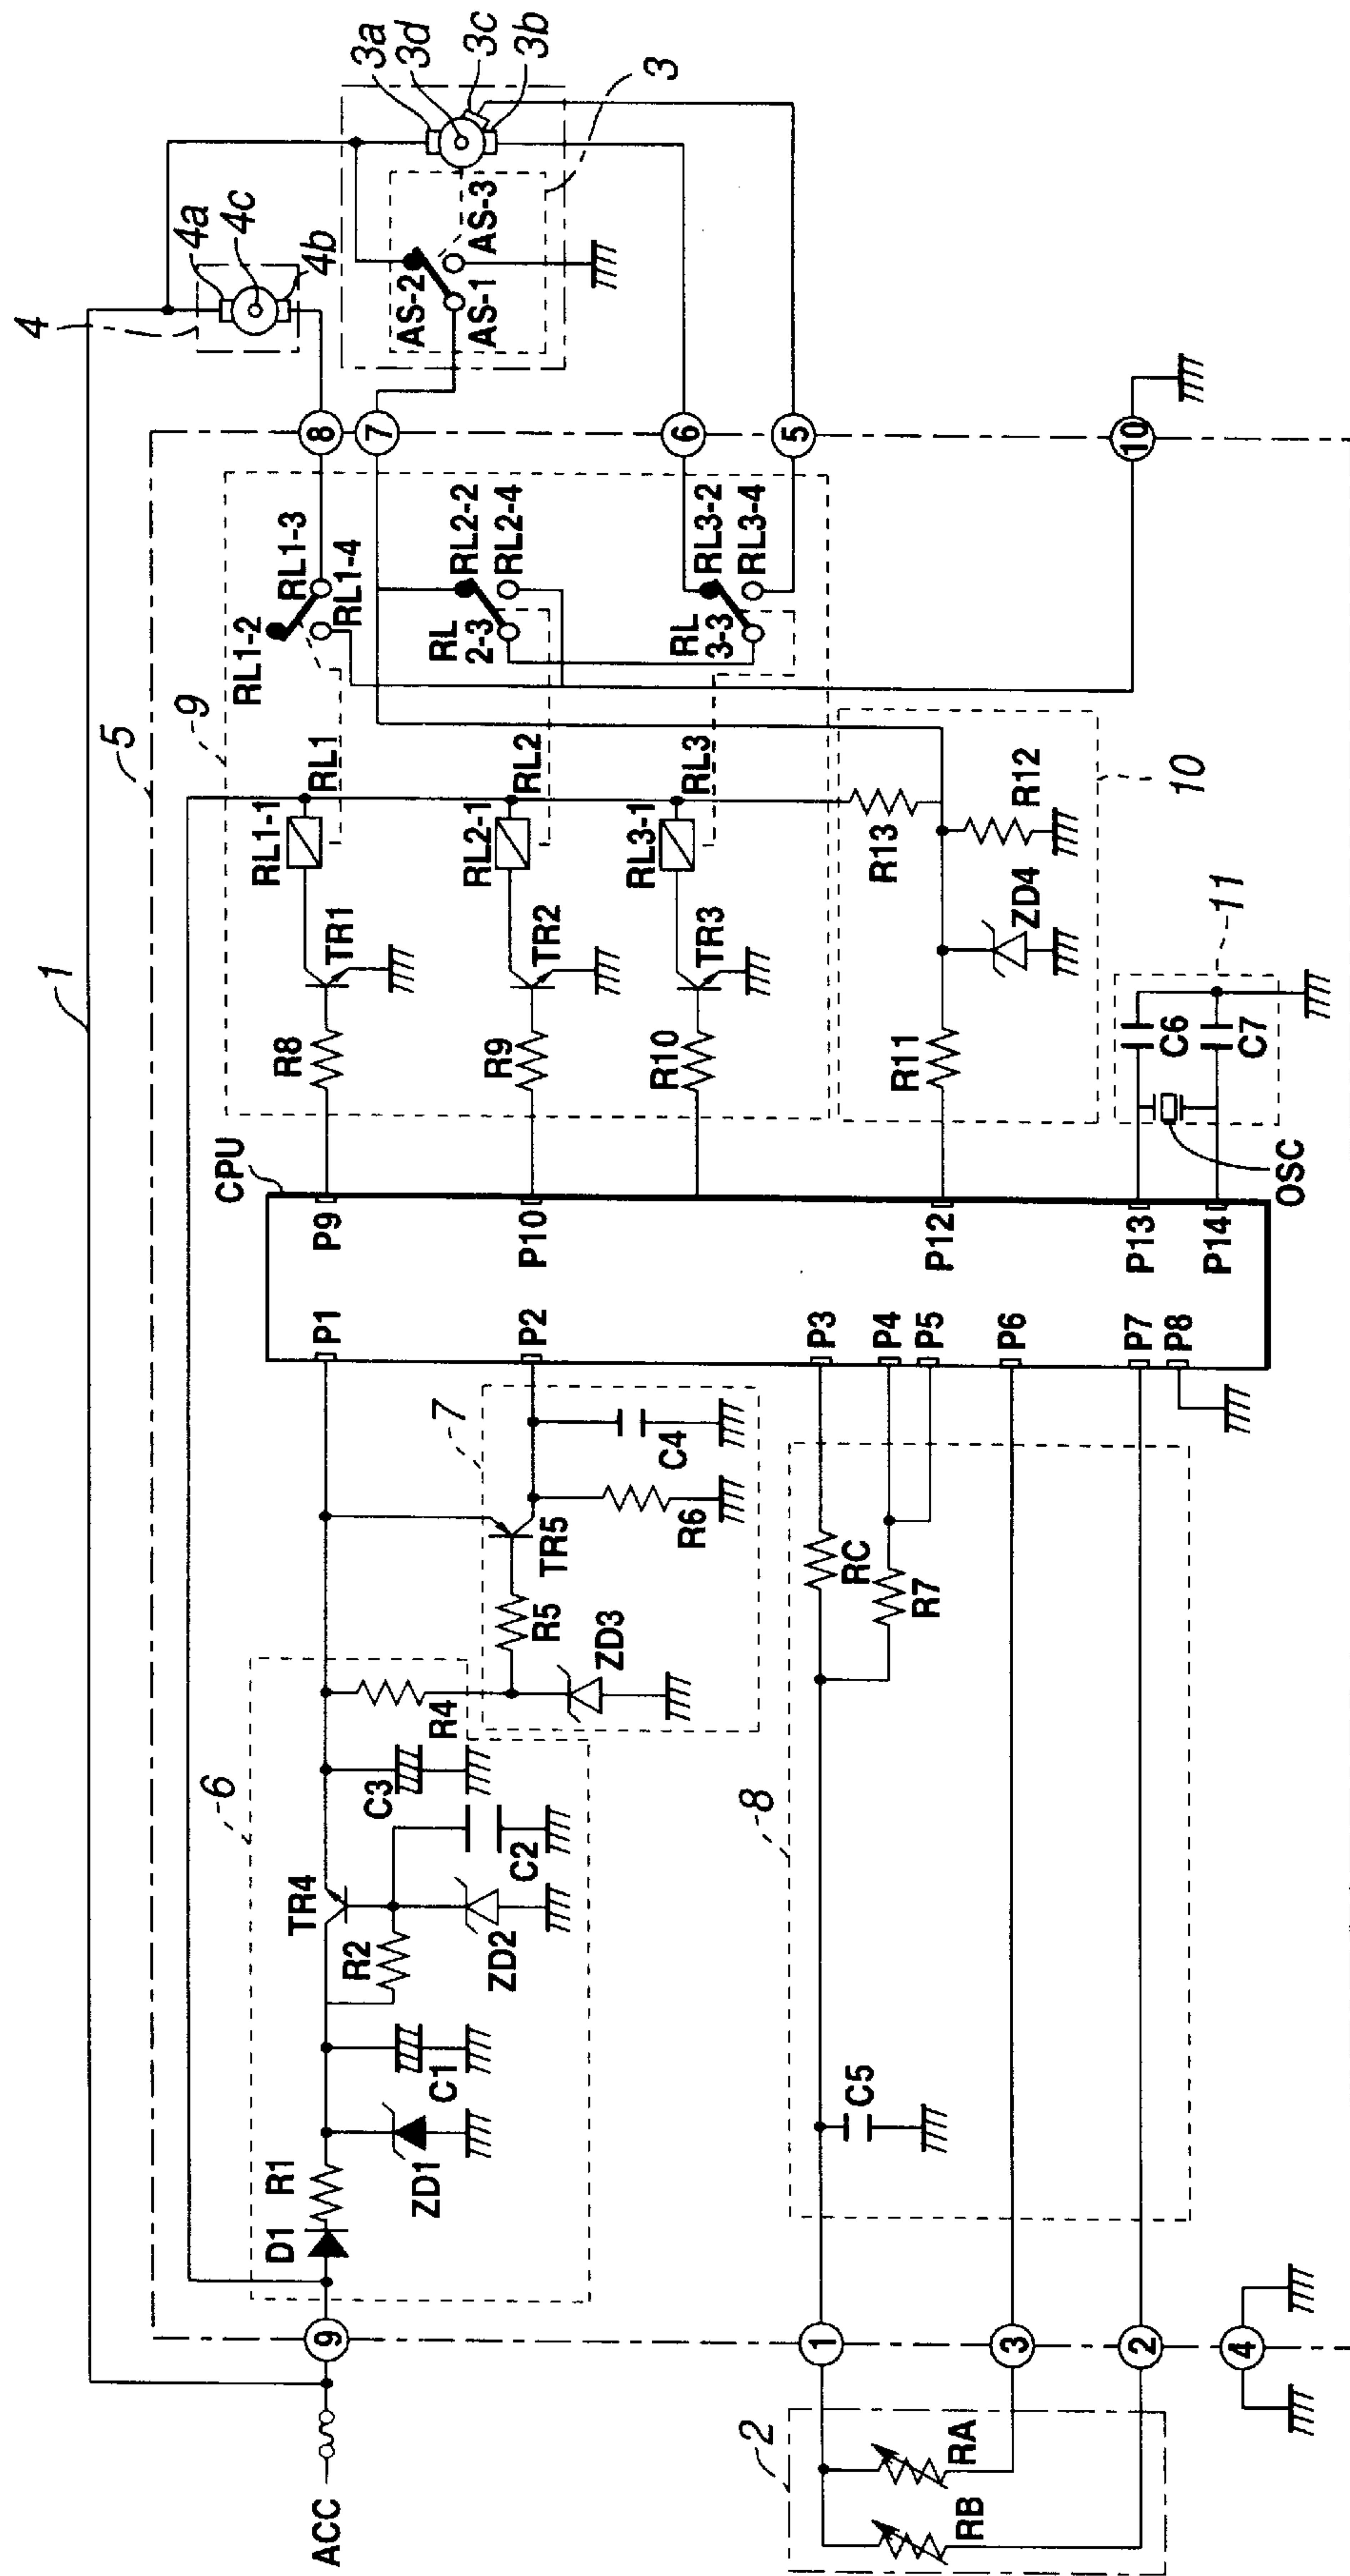 1
5
4
4a
4c
4b
3a
3d
3c
3b
3
AS-2
AS-3
AS-1
6
D1
R1
ZD1
C1
R2
TR4
ZD2
C2
C3
R4
7
R5
ZD3
TR5
R6
C4
CPU
P1
P2
P3
P4
P5
P6
P7
P8
P9
P10
P12
P13
P14
9
R8
TR1
RL1-1
RL1
RL1-2
RL1-3
RL1-4
R9
TR2
RL2-1
RL2
RL
2-3
RL2-2
RL2-4
R10
TR3
RL3-1
RL3
RL
3-3
RL3-2
RL3-4
R11
R13
R12
ZD4
10
11
C6
C7
OSC
8
C5
RC
R7
2
RB
RA
ACC
9
1
3
2
4
8
7
6
5
10